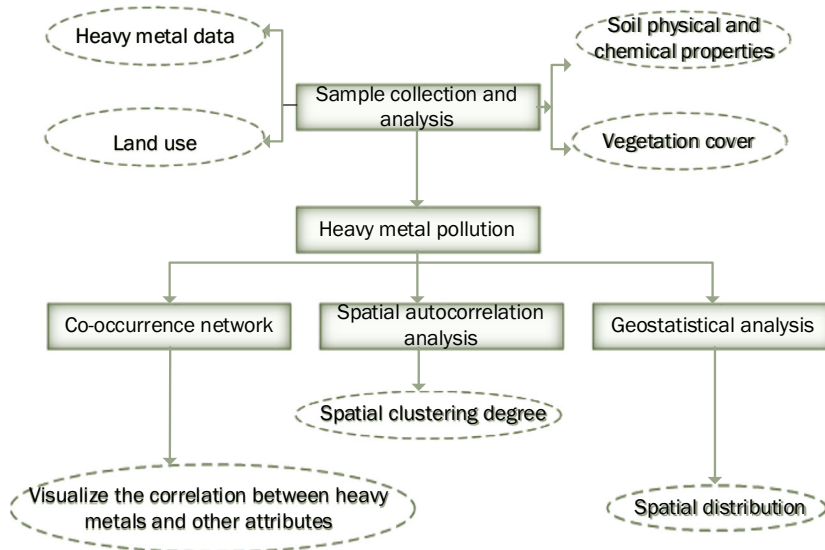 Heavy metal data
Soil physical and
chemical properties
Sample collection and
analysis
Land use
Vegetation cover
Heavy metal pollution
Co-occurrence network
Spatial autocorrelation
analysis
Geostatistical analysis
Spatial clustering degree
Visualize the correlation between heavy
metals and other attributes
Spatial distribution